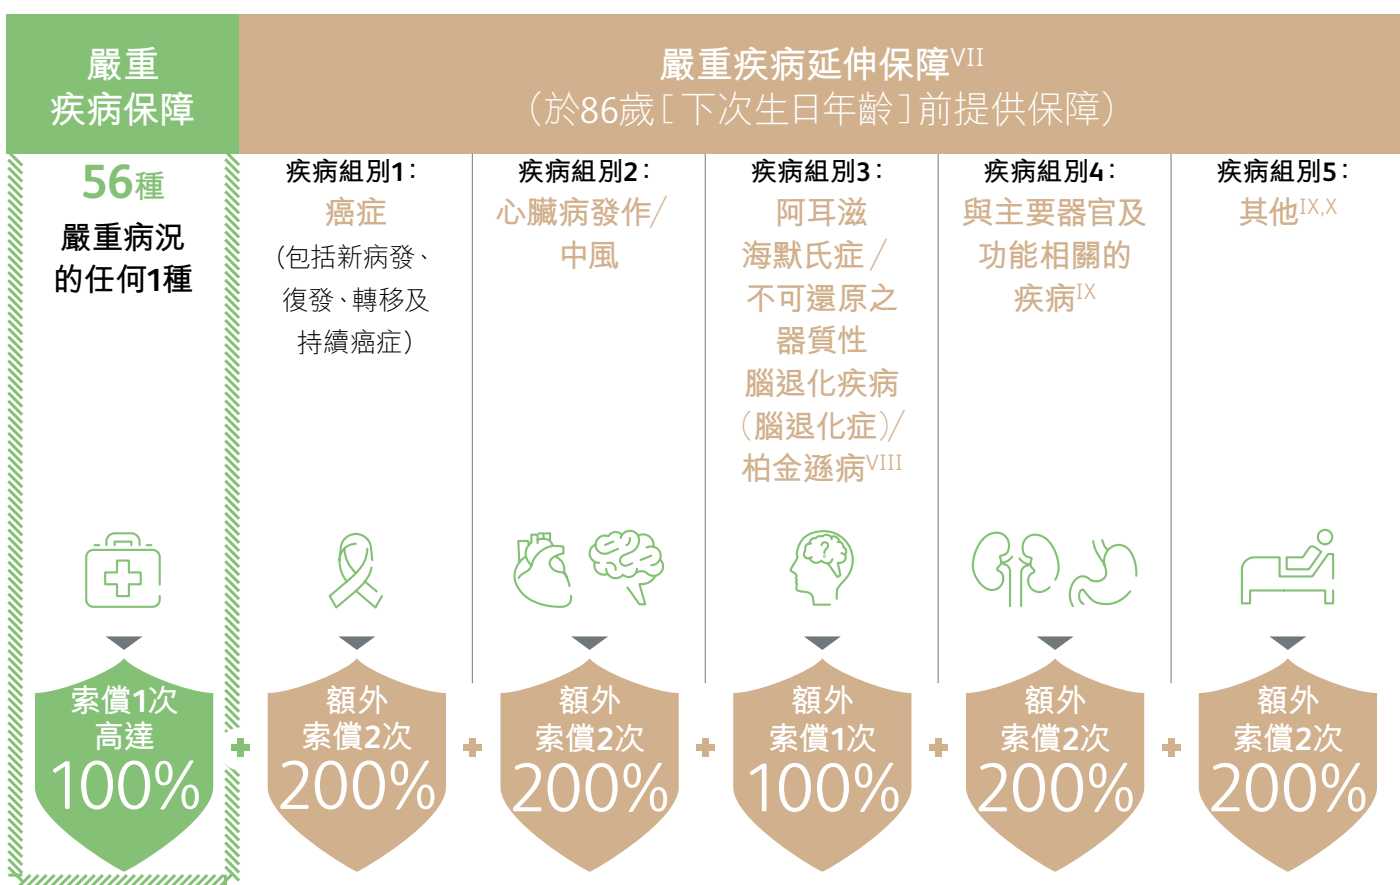 嚴重
疾病保障
嚴重疾病延伸保障VII
（於86歲[下次生日年齡]前提供保障）
56種
嚴重病況
的任何1種
索償1次
高達
100%
疾病組別1：
癌症
（包括新病發、
復發、轉移及
持續癌症）
額外
索償2次
200%
疾病組別2：
心臟病發作/
中風
額外
索償2次
200%
疾病組別3：
阿耳滋
海默氏症/
不可還原之
器質性
腦退化疾病
（腦退化症）/
柏金遜病VIII
額外
索償1次
100%
疾病組別4：
與主要器官及
功能相關的
疾病IX
額外
索償2次
200%
疾病組別5：
其他IX,X
額外
索償2次
200%